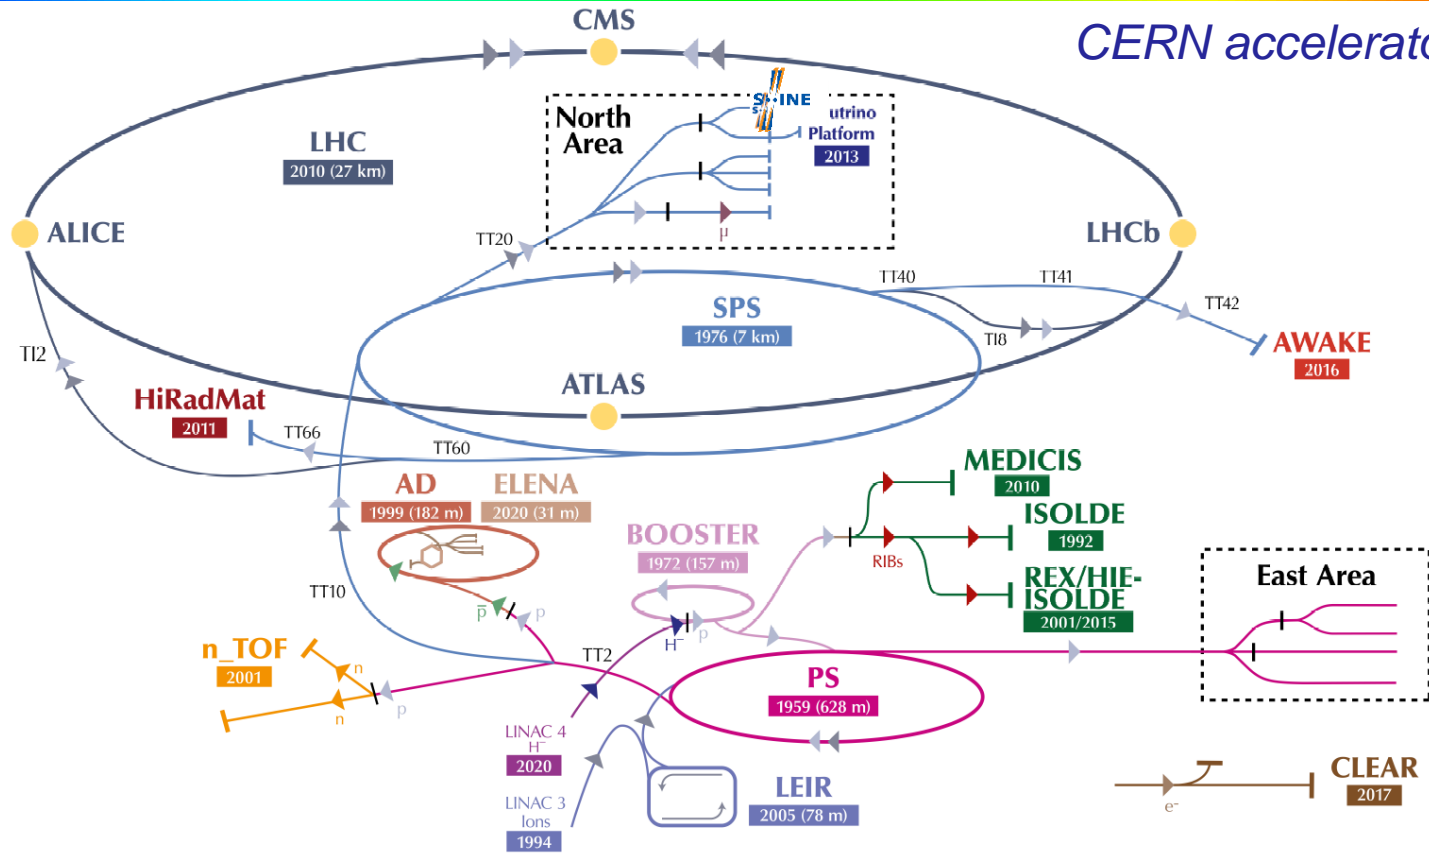 CMS
CERN accelerato
North
Area
INE
utrino
Platform
2013
LHC
2010 (27 km)
ALICE
LHCb
μ
TT20
TT40
TT41
TT42
SPS
1976 (7 km)
TI8
AWAKE
2016
TI2
ATLAS
HiRadMat
2011
TT66
TT60
MEDICIS
2010
AD
1999 (182 m)
ELENA
2020 (31 m)
ISOLDE
1992
BOOSTER
1972 (157 m)
RIBs
REX/HIE-
ISOLDE
2001/2015
East Area
TT10
p̅
p
H⁻
p
n_TOF
2001
n
n
p
TT2
PS
1959 (628 m)
LINAC 4
H⁻
2020
LEIR
2005 (78 m)
LINAC 3
Ions
1994
CLEAR
2017
e⁻